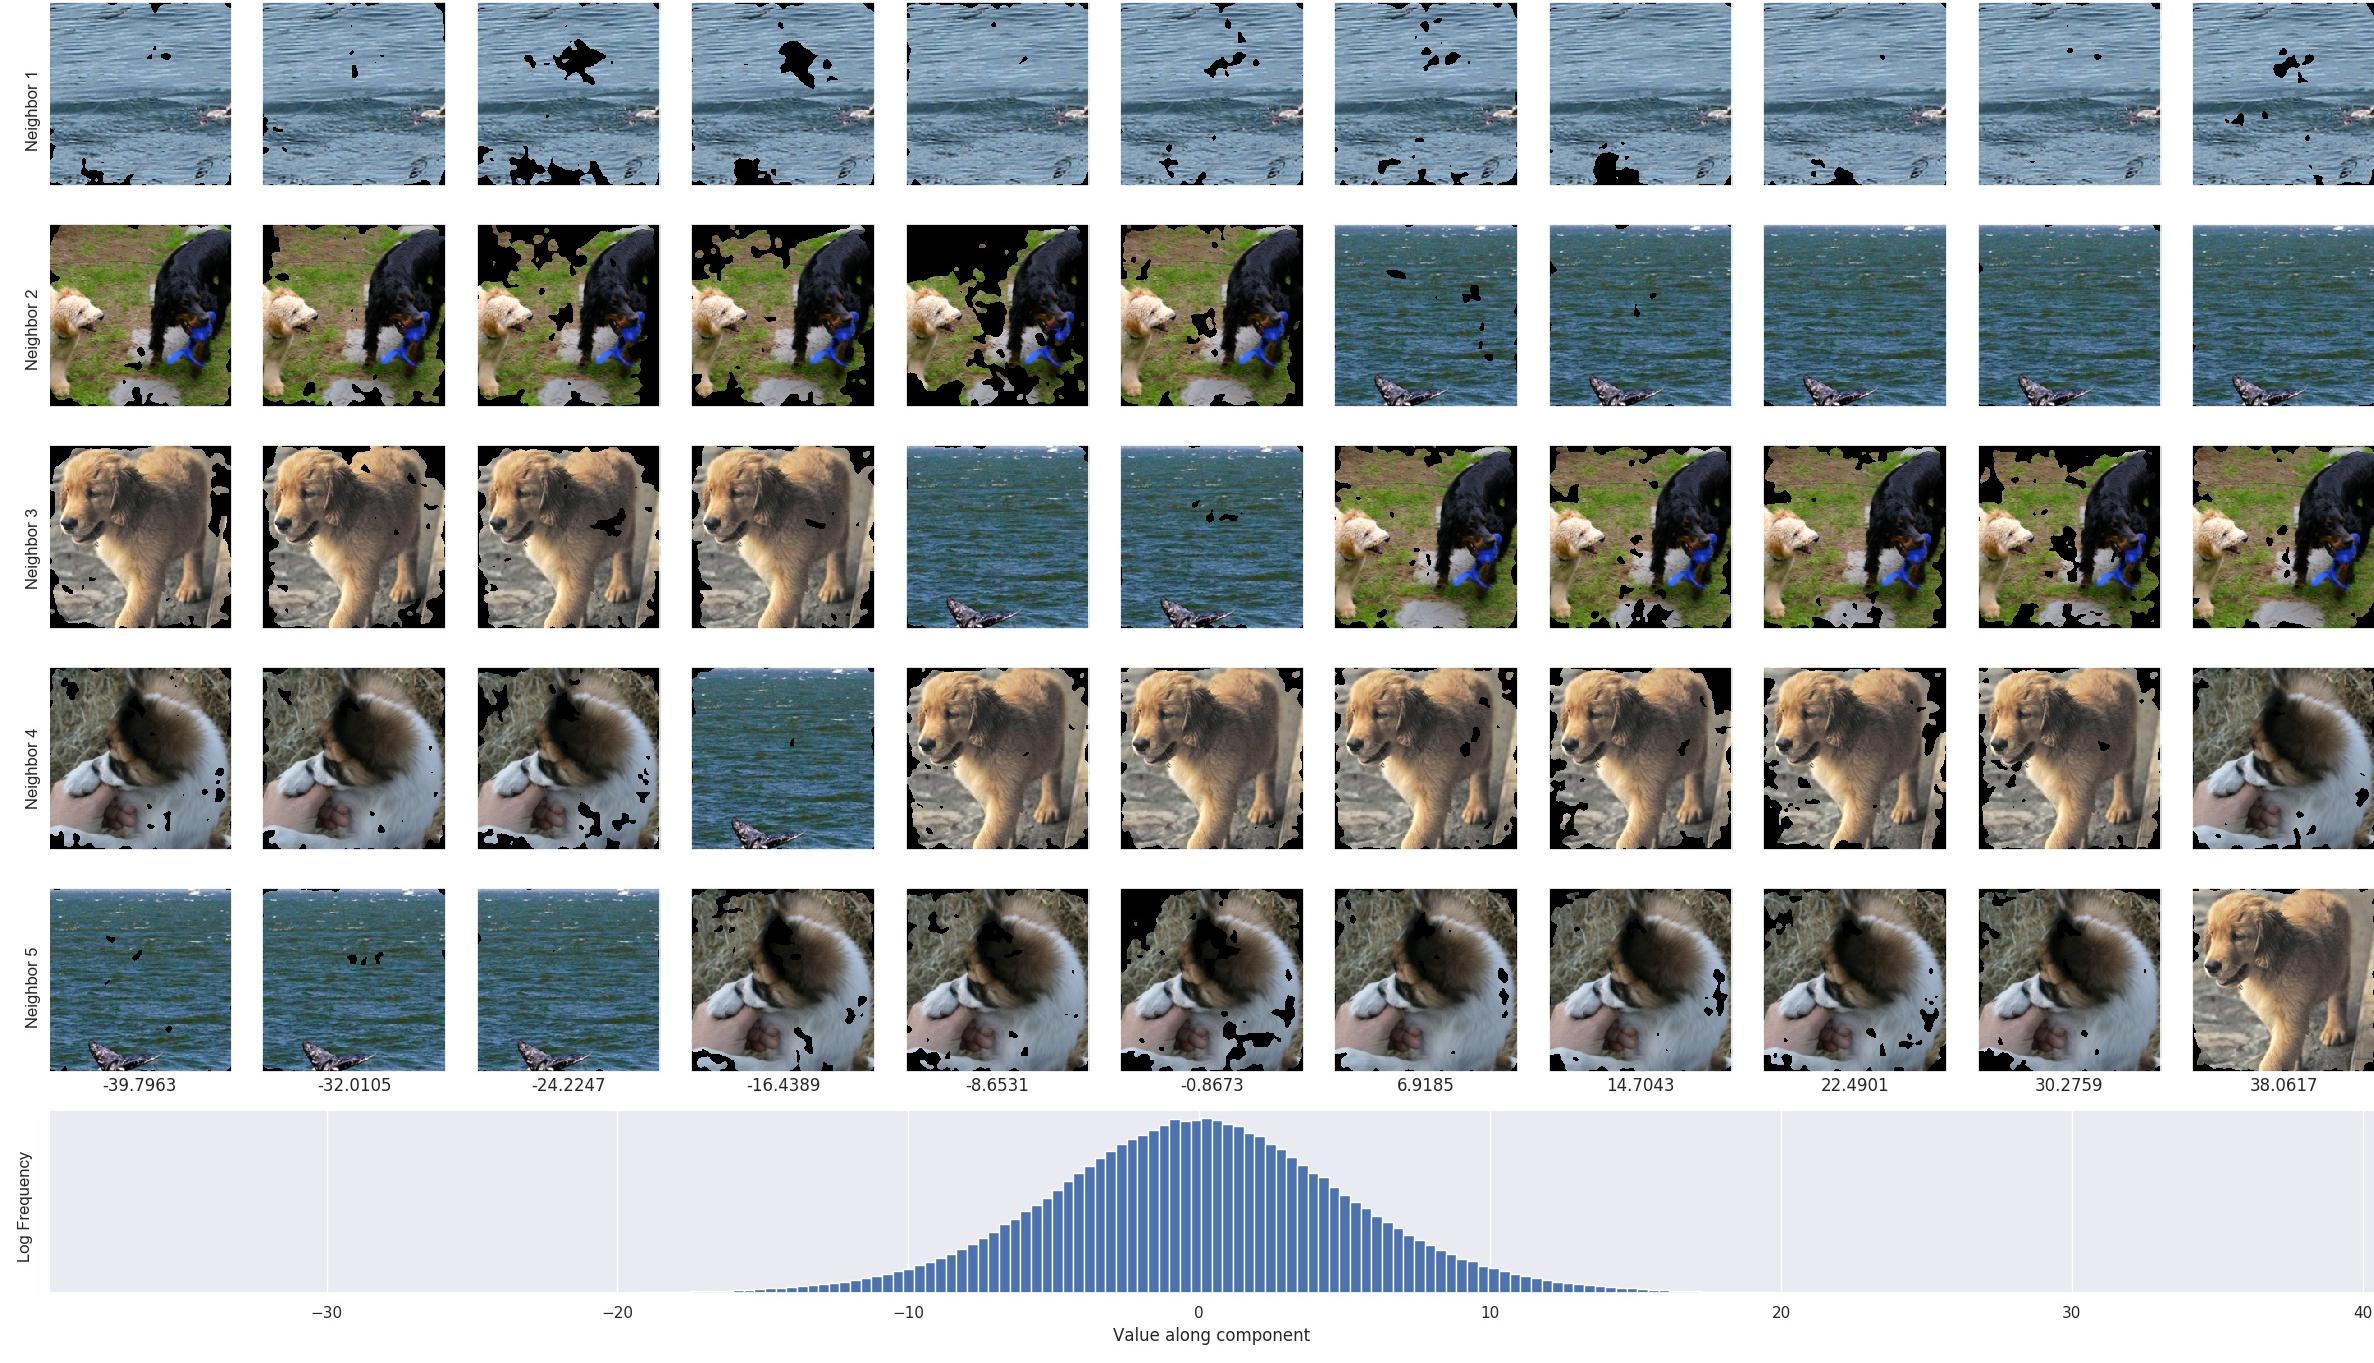 Neighbor 1
Neighbor 2
Neighbor 3
Neighbor 4
Neighbor 5
-39.7963 -32.0105 -24.2247 -16.4389 -8.6531 -0.8673 6.9185 14.7043 22.4901 30.2759 38.0617
Log Frequency
−30 −20 −10 0 10 20 30 40
Value along component